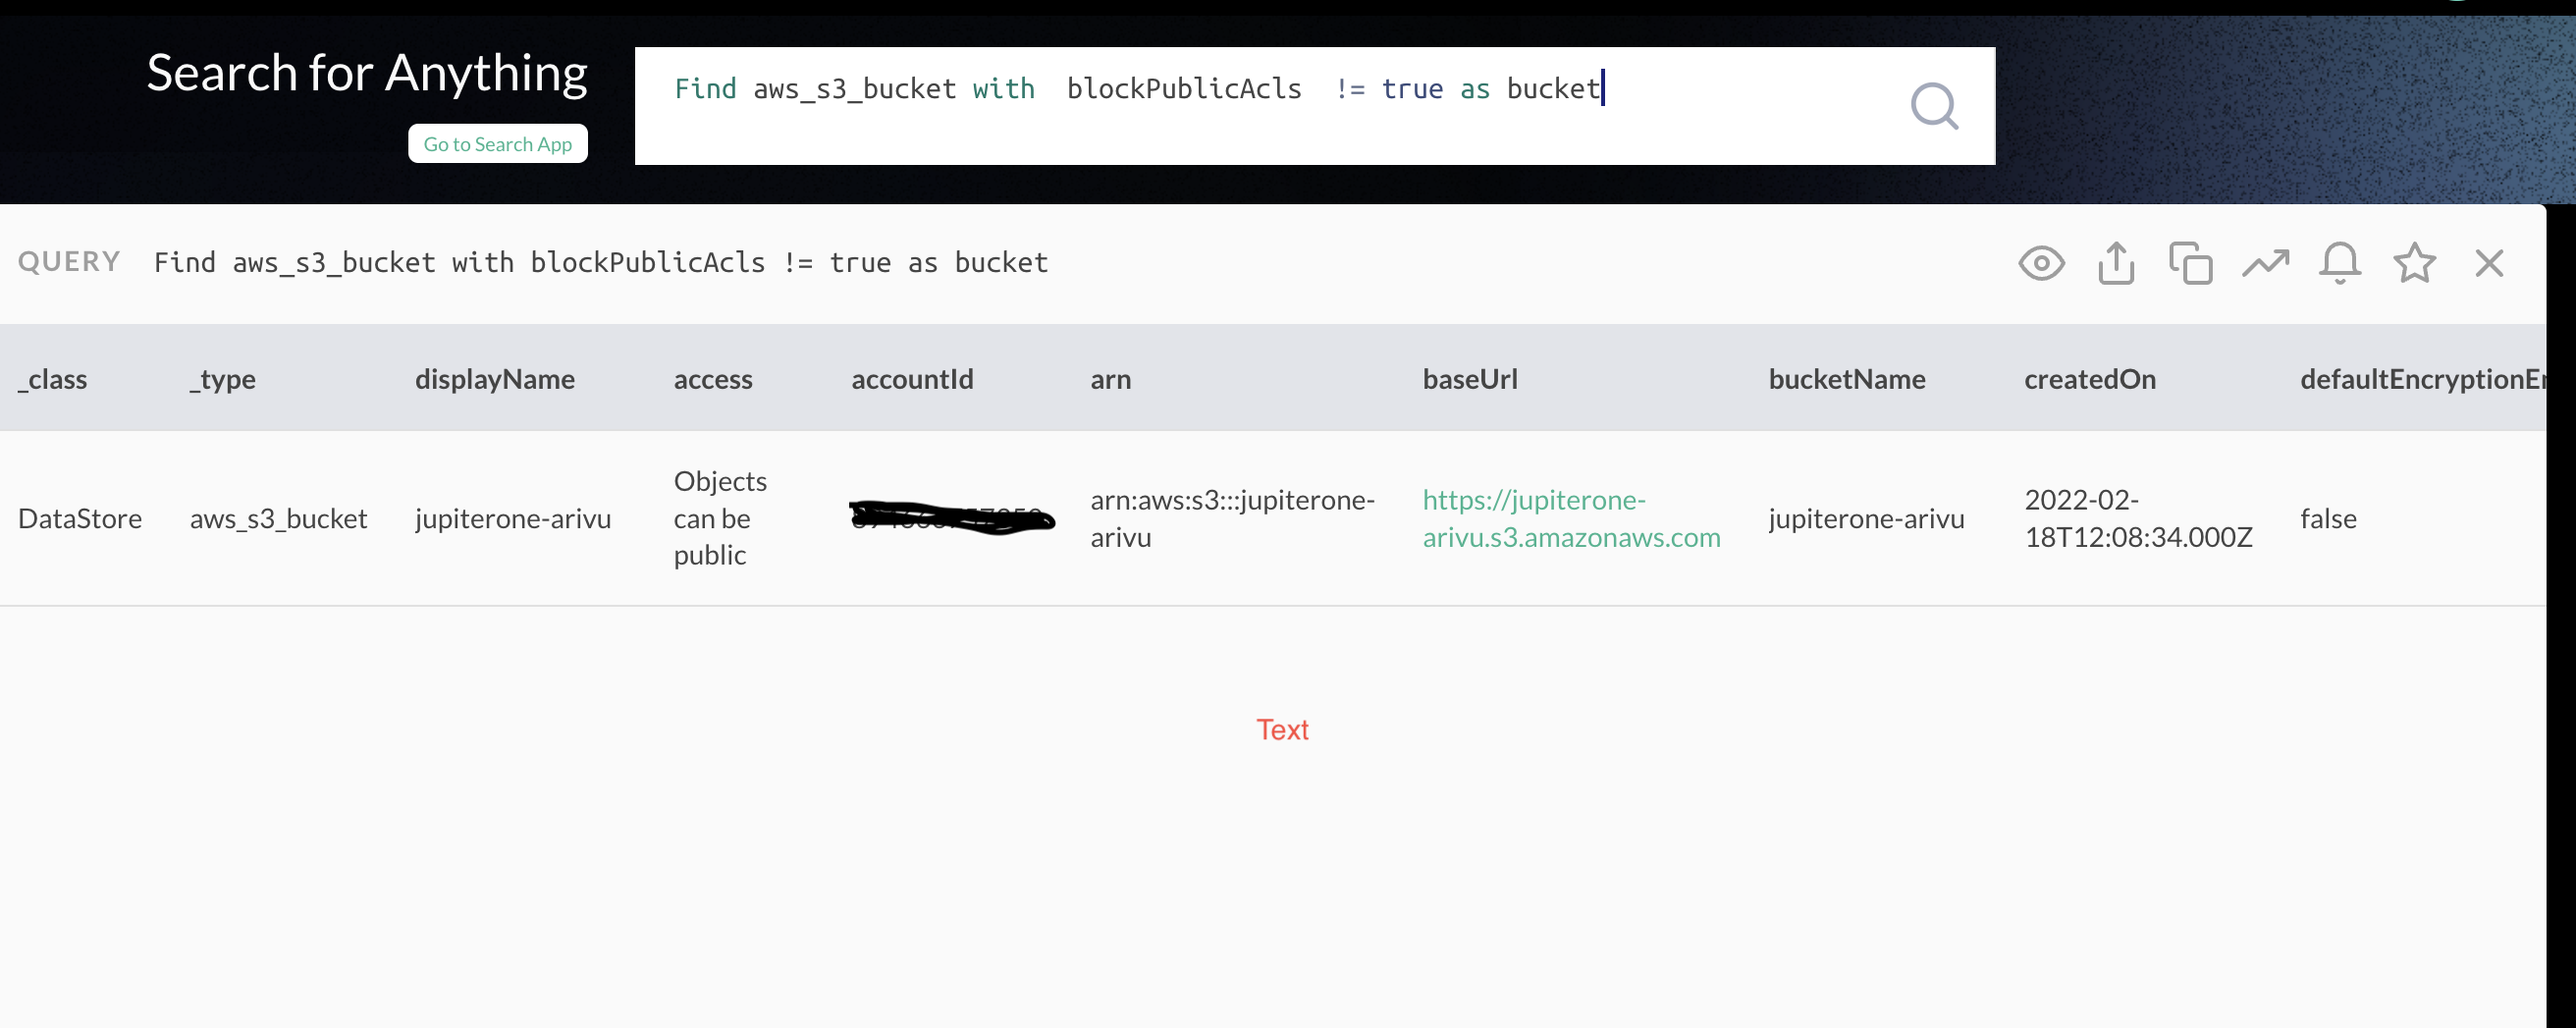 Search for Anything
Go to Search App
Find aws_s3_bucket with  blockPublicAcls  != true as bucket
QUERY Find aws_s3_bucket with blockPublicAcls != true as bucket
_class _type displayName access accountId arn baseUrl bucketName createdOn
DataStore aws_s3_bucket jupiterone-arivu Objects can be public arn:aws:s3:::jupiterone-arivu https://jupiterone-arivu.s3.amazonaws.com jupiterone-arivu 2022-02-18T12:08:34.000Z false
Text